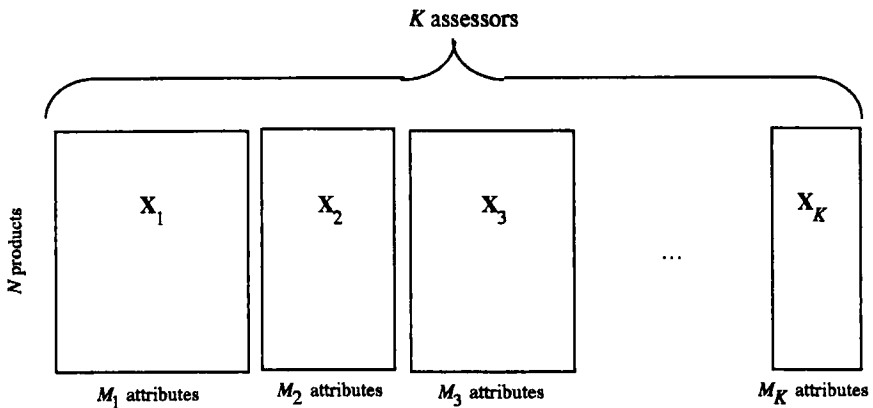 K assessors
X1 X2 X3 XK
...
N products
M1 attributes M2 attributes M3 attributes MK attributes